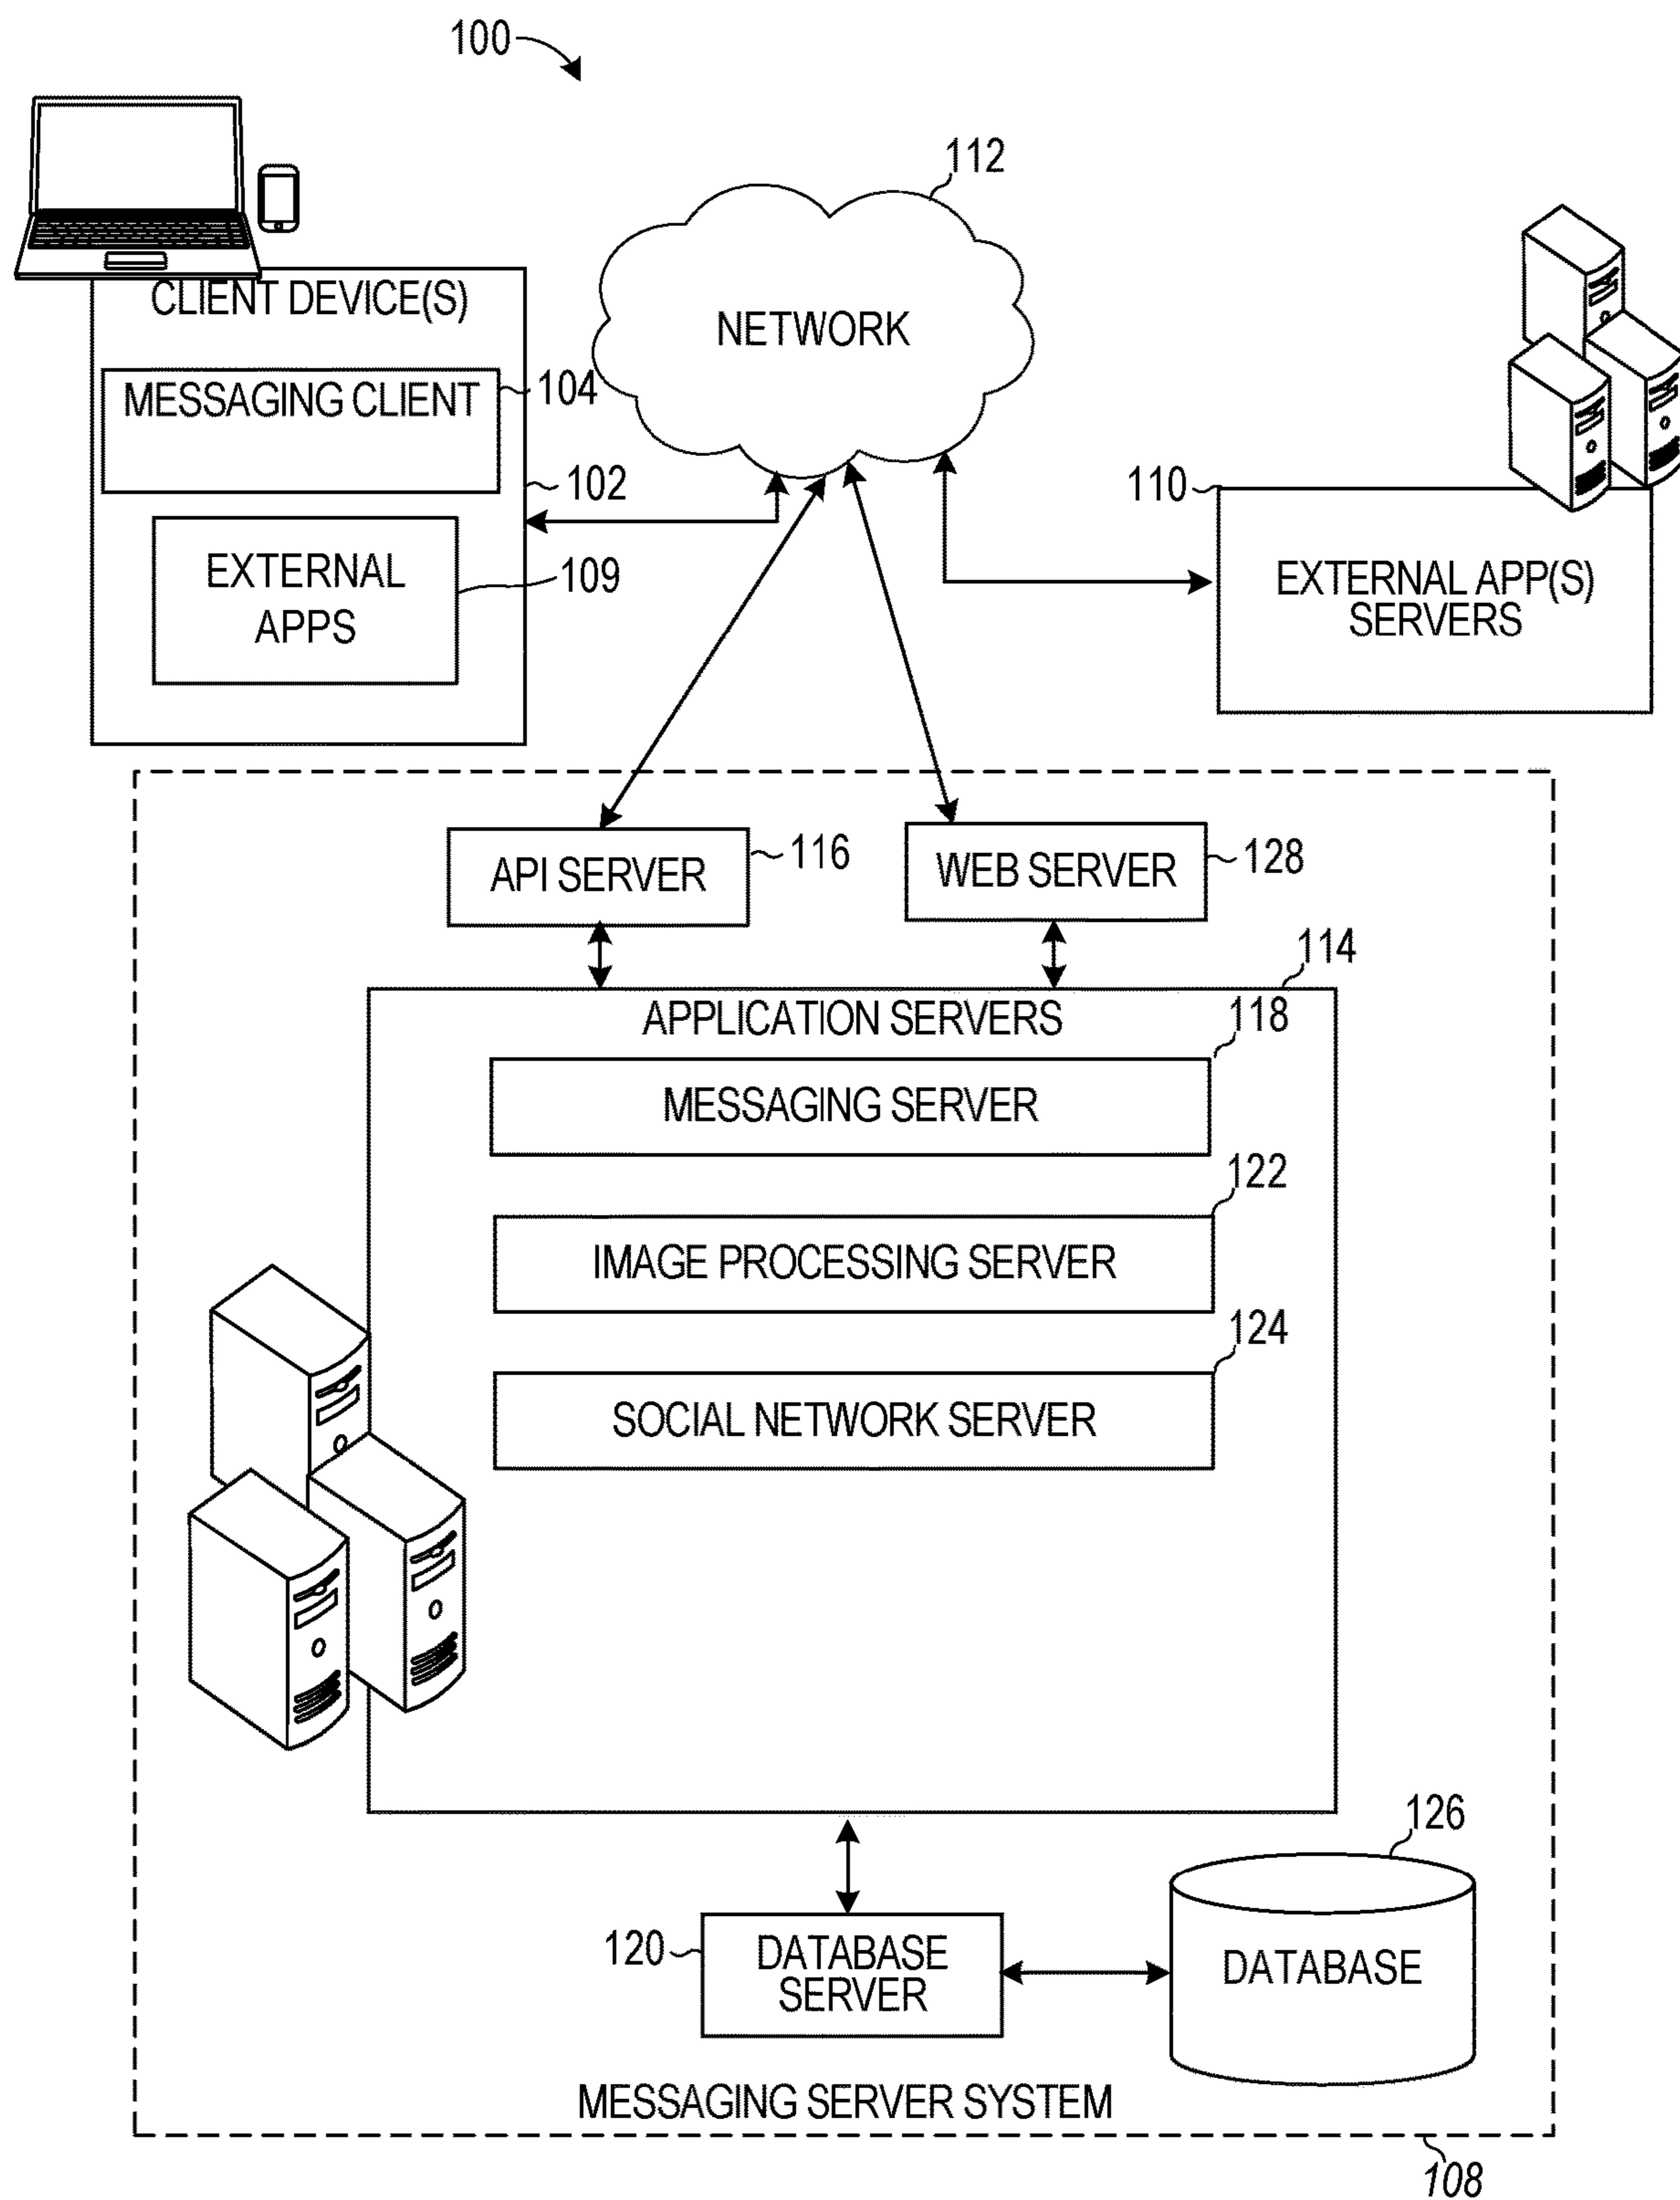 100
112
CLIENT DEVICE(S)
NETWORK
MESSAGING CLIENT
104
102
110
EXTERNAL
APPS
109
EXTERNAL APP(S)
SERVERS
API SERVER
116
WEB SERVER
128
114
APPLICATION SERVERS
118
MESSAGING SERVER
122
IMAGE PROCESSING SERVER
124
SOCIAL NETWORK SERVER
126
120
DATABASE
SERVER
DATABASE
MESSAGING SERVER SYSTEM
108